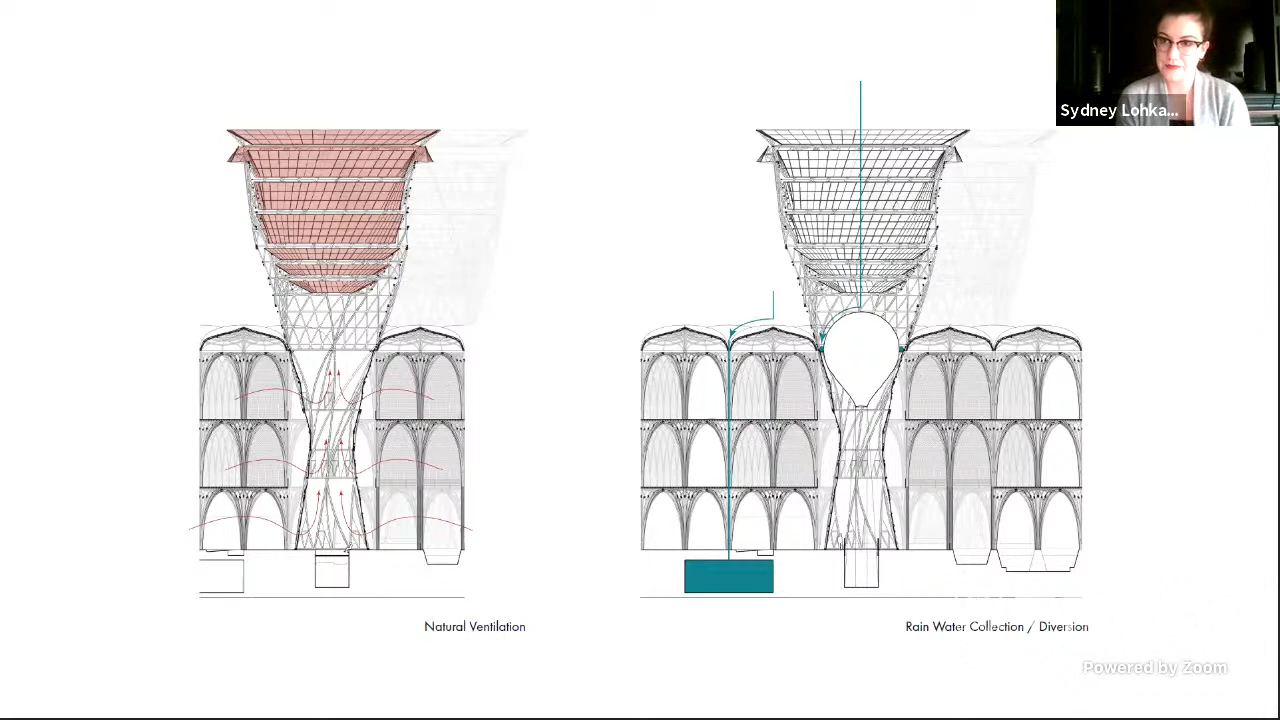 Sydney Lohka...
Natural Ventilation
Rain Water Collection / Diversion
Powered by Zoom